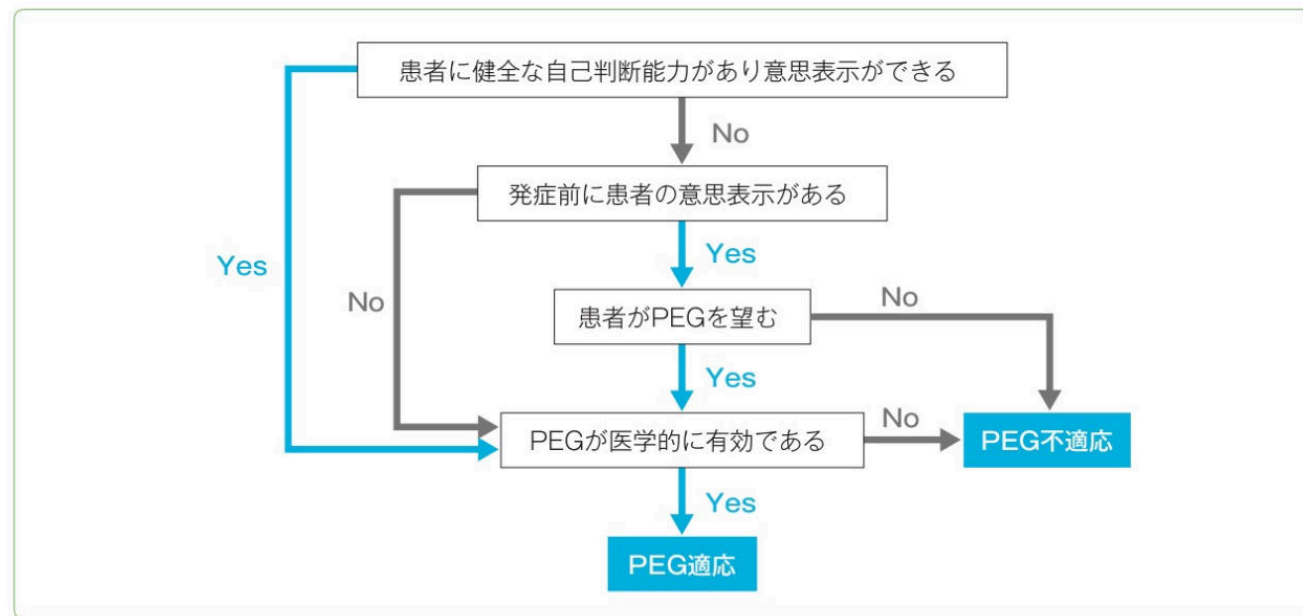 患者に健全な自己判断能力があり意思表示ができる
No
発症前に患者の意思表示がある
Yes
Yes
No
患者がPEGを望む
No
Yes
PEGが医学的に有効である
No
PEG不適応
Yes
PEG適応